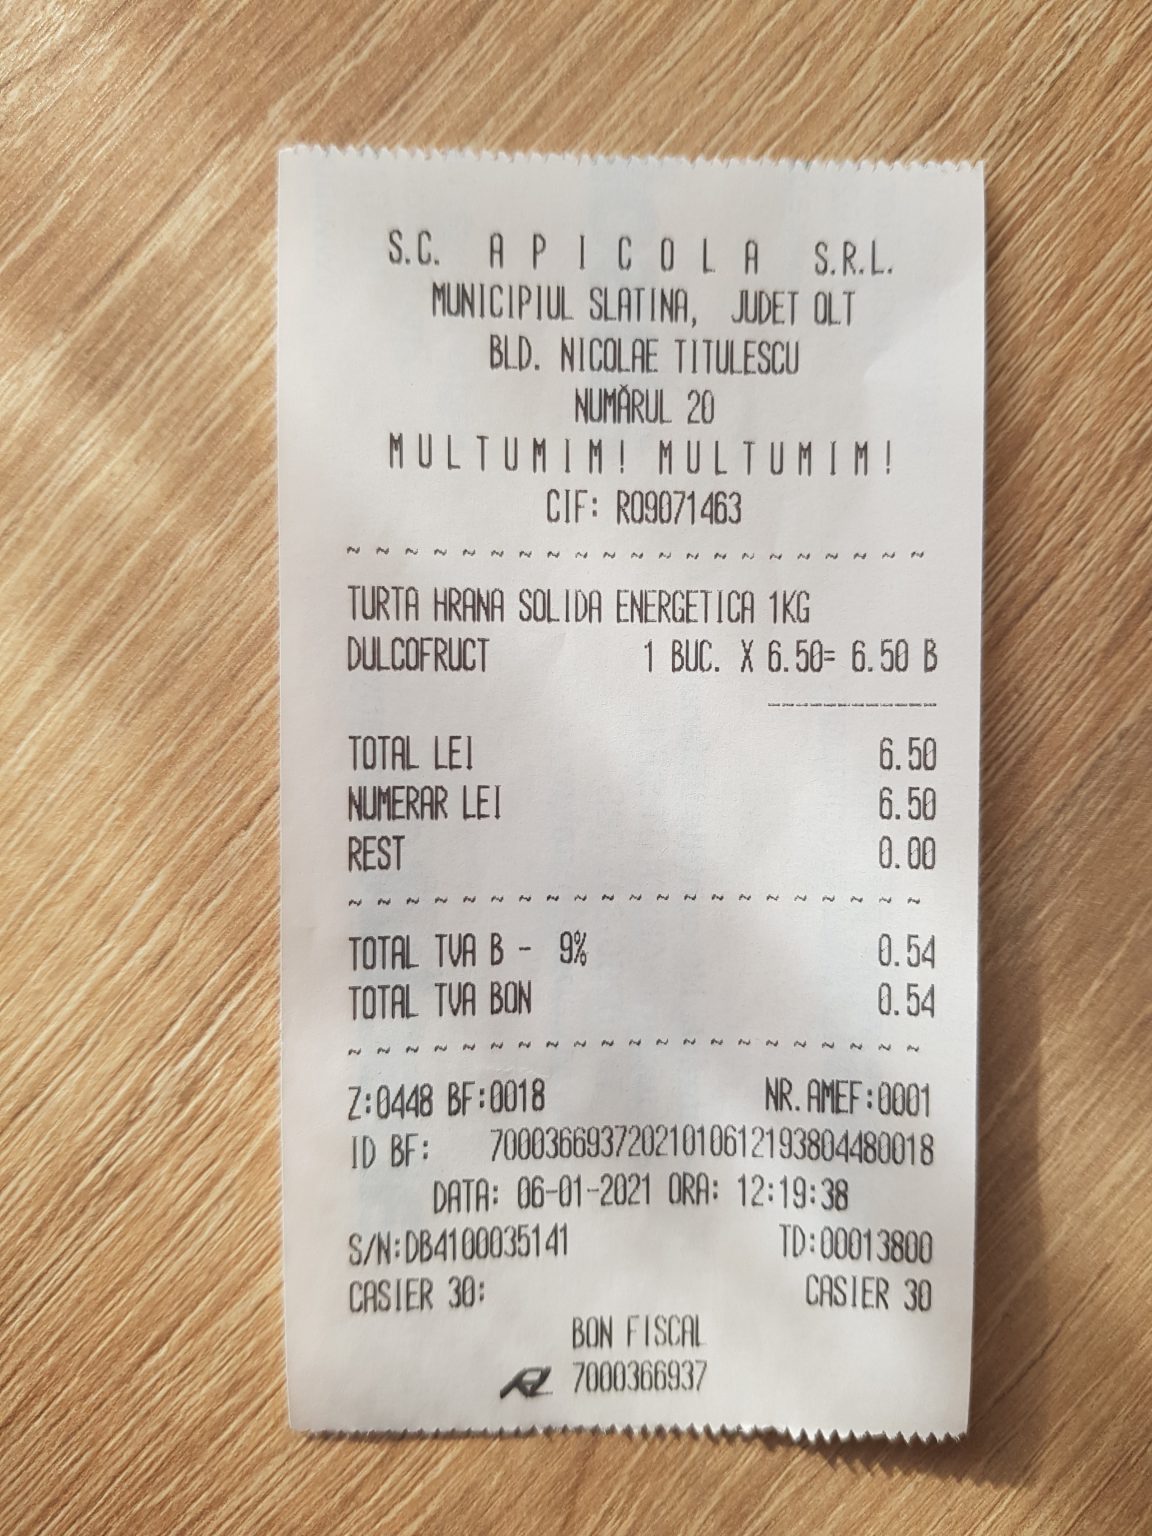 S.C. A P I C O L A S.R.L.
MUNICIPIUL SLATINA, JUDET OLT
BLD. NICOLAE TITULESCU
NUMĂRUL 20
M U L T U M I M ! M U L T U M I M !
CIF: RO9071463
~ ~ ~ ~ ~ ~ ~ ~ ~ ~ ~ ~ ~ ~ ~ ~ ~ ~ ~ ~ ~
TURTA HRANA SOLIDA ENERGETICA 1KG
DULCOFRUCT 1 BUC. X 6.50= 6.50 B
TOTAL LEI 6.50
NUMERAR LEI 6.50
REST 0.00
~ ~ ~ ~ ~ ~ ~ ~ ~ ~ ~ ~ ~ ~ ~ ~ ~ ~ ~ ~ ~
TOTAL TVA B - 9% 0.54
TOTAL TVA BON 0.54
~ ~ ~ ~ ~ ~ ~ ~ ~ ~ ~ ~ ~ ~ ~ ~ ~ ~ ~ ~ ~
Z:0448 BF:0018 NR.AMEF:0001
ID BF: 70003669372021010612193804480018
DATA: 06-01-2021 ORA: 12:19:38
S/N:DB4100035141 TD:00013800
CASIER 30: CASIER 30
BON FISCAL
7000366937